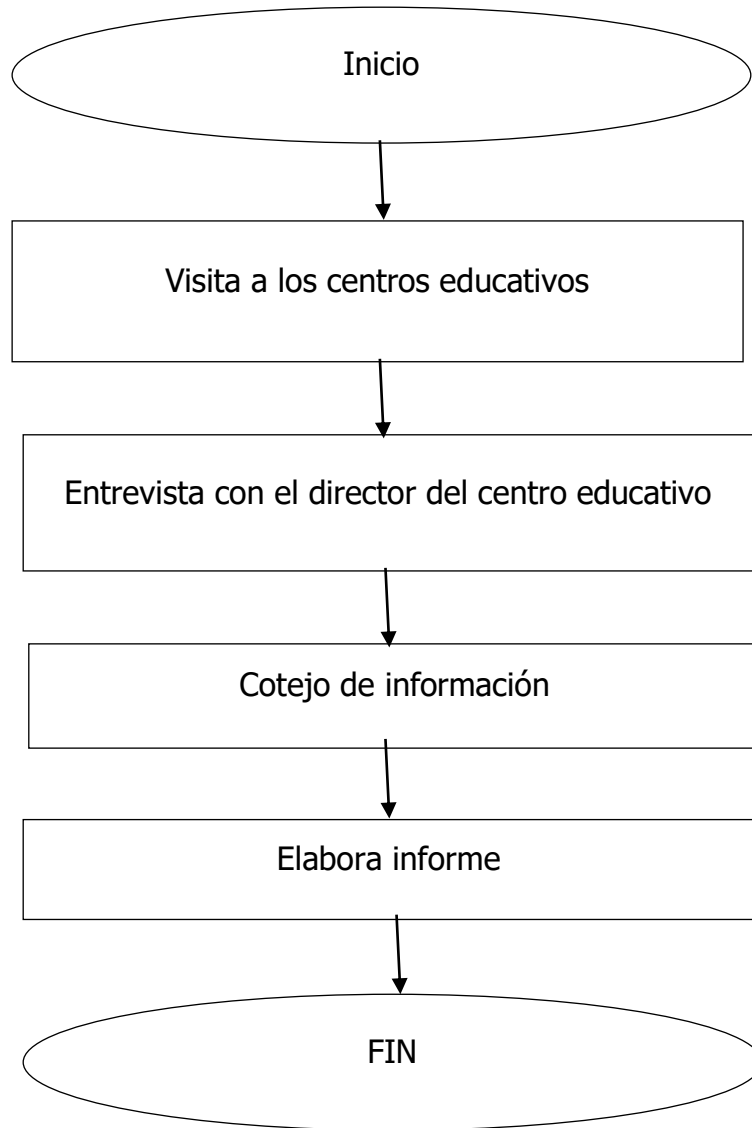 Inicio
Visita a los centros educativos
Entrevista con el director del centro educativo
Cotejo de información
Elabora informe
FIN